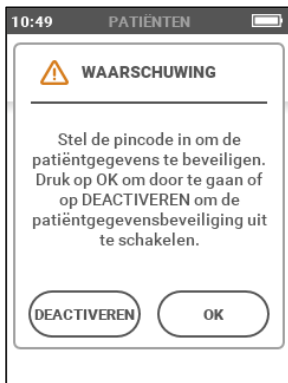 10:49 PATIËNTEN
WAARSCHUWING
Stel de pincode in om de
patiëntgegevens te beveiligen.
Druk op OK om door te gaan of
op DEACTIVEREN om de
patiëntgegevensbeveiliging uit
te schakelen.
DEACTIVEREN OK